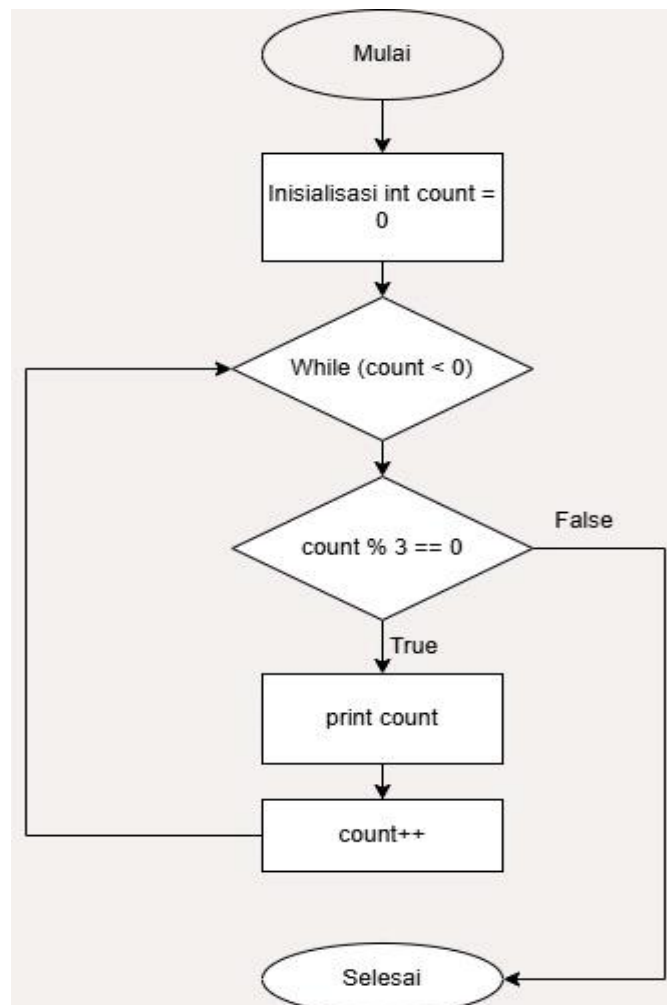 Mulai
Inisialisasi int count =
0
While (count < 0)
count % 3 == 0
False
True
print count
count++
Selesai